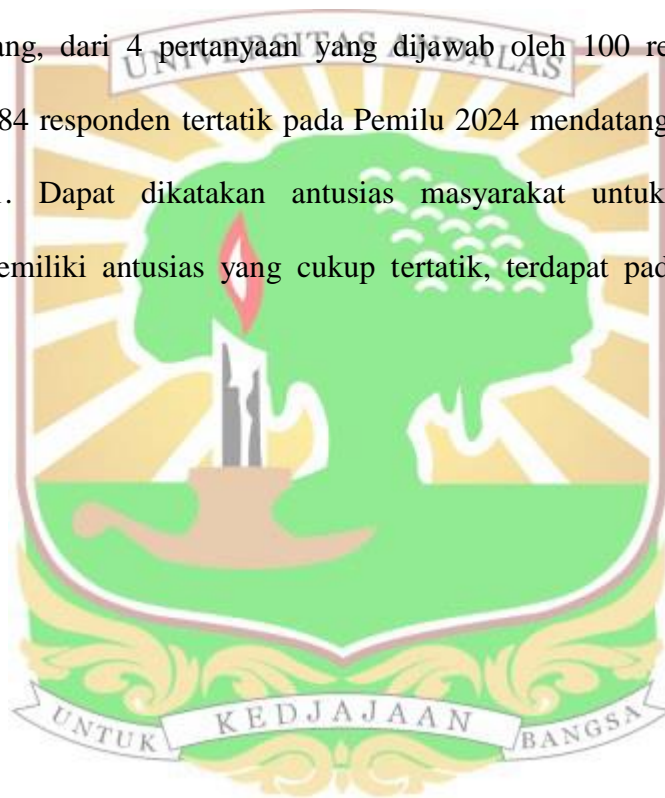 UNIVERSITAS ANDALAS
ang, dari 4 pertanyaan yang dijawab oleh 100 re
84 responden tertatik pada Pemilu 2024 mendatang
. Dapat dikatakan antusias masyarakat untuk
emiliki antusias yang cukup tertatik, terdapat pad
UNTUK KEDJAJAAN BANGSA